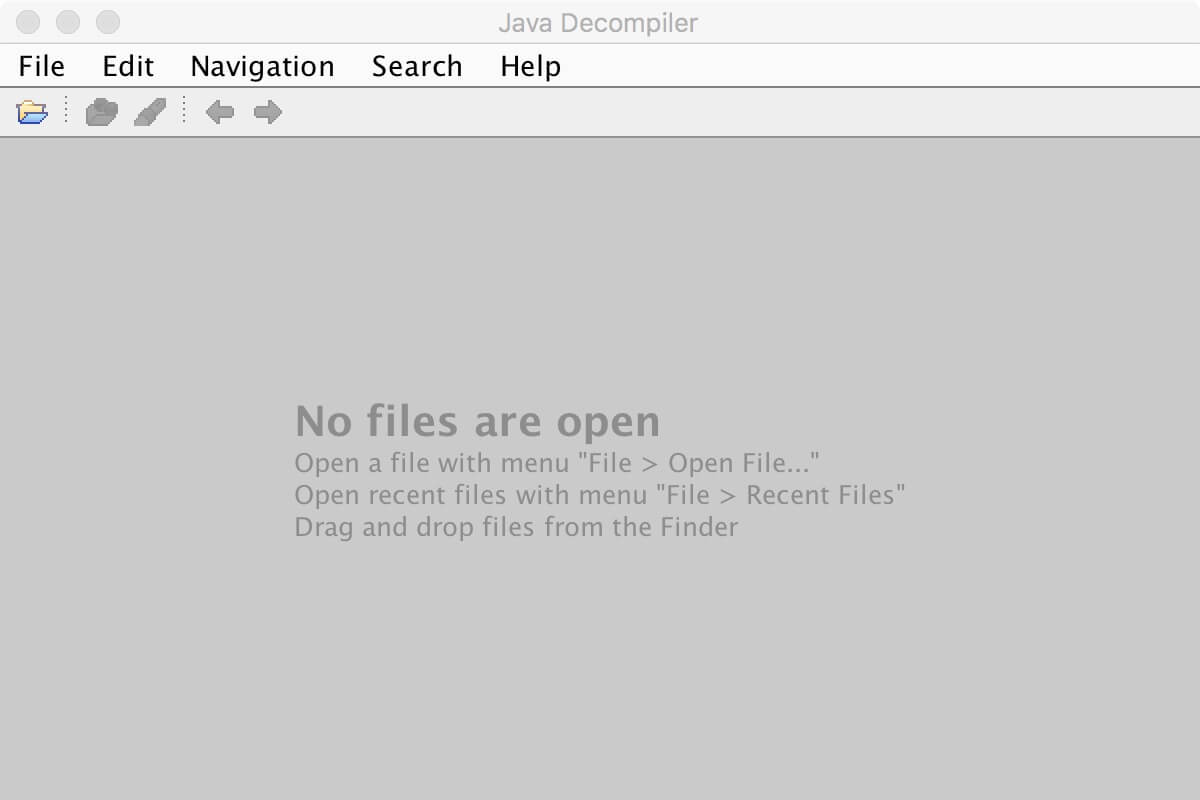 Java Decompiler
File Edit Navigation Search Help
No files are open
Open a file with menu "File > Open File..."
Open recent files with menu "File > Recent Files"
Drag and drop files from the Finder